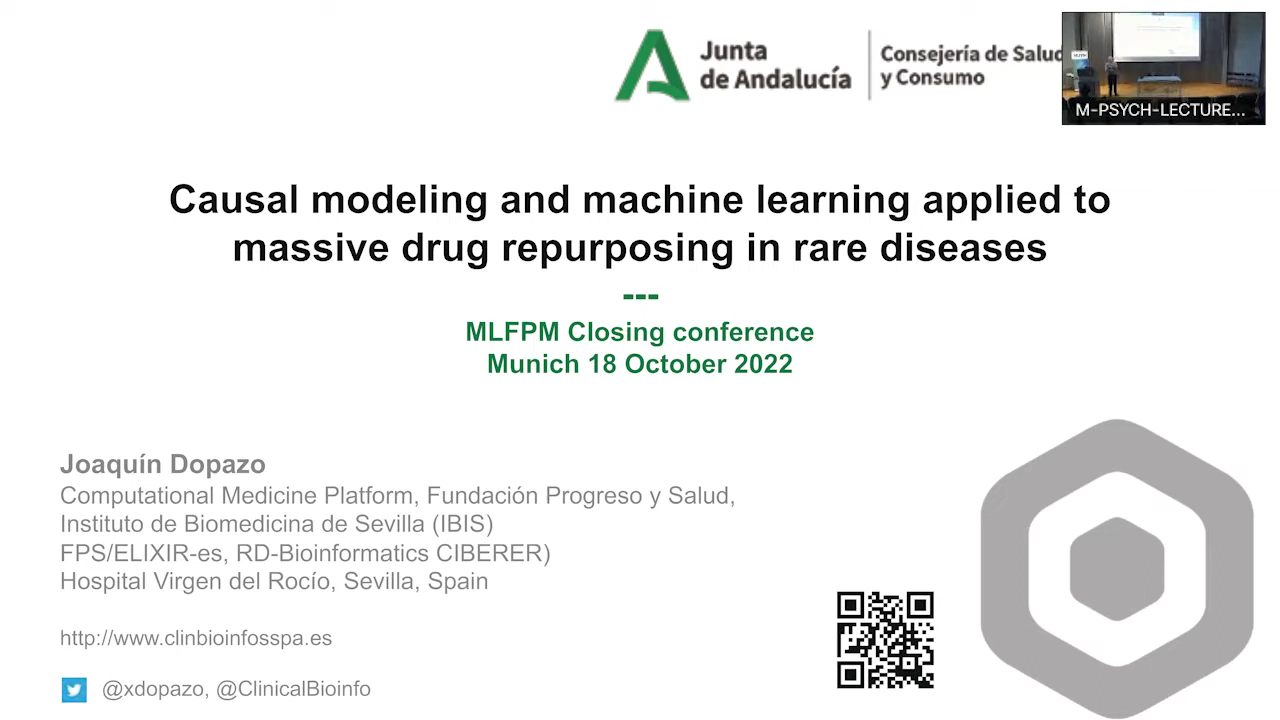 Junta
de Andalucía
Consejería de Salud
y Consumo
M-PSYCH-LECTURE...
Causal modeling and machine learning applied to
massive drug repurposing in rare diseases
---
MLFPM Closing conference
Munich 18 October 2022
Joaquín Dopazo
Computational Medicine Platform, Fundación Progreso y Salud,
Instituto de Biomedicina de Sevilla (IBIS)
FPS/ELIXIR-es, RD-Bioinformatics CIBERER)
Hospital Virgen del Rocío, Sevilla, Spain
http://www.clinbioinfosspa.es
@xdopazo, @ClinicalBioinfo